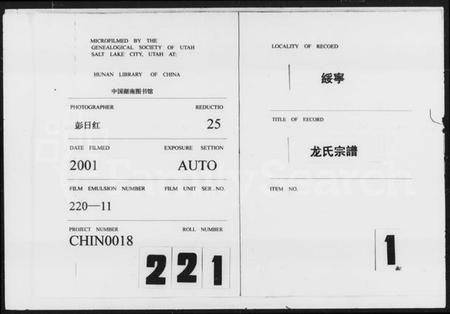 MICROFILMED BY THE
GENEALOGICAL SOCIETY OF UTAH
SALT LAKE CITY, UTAH AT:
HUNAN LIBRARY OF CHINA
中国湖南图书馆
PHOTOGRAPHER REDUCTIO
彭日红 25
DATE FILMED EXPOSURE SETTION
2001 AUTO
FILM EMULSION NUMBER FILM UNIT SER. NO.
220—11
PROJECT NUMBER ROLL NUMBER
CHIN0018
221
LOCALITY OF RECORD
綏寧
TITLE OF RECORD
龙氏宗譜
ITEM NO.
1
FamilySearch